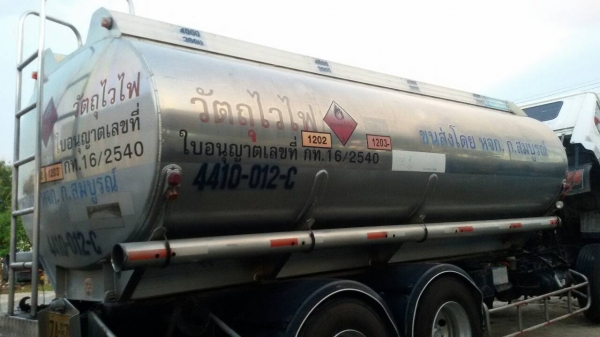 4000
วัตถุไวไฟ
ใบอนุญาตเลขที่
กท.16/2540
หจก. ก.สมบูรณ์
4410-012-C
วัตถุไวไฟ
1202
1203
ใบอนุญาตเลขที่ กท.16/2540
4410-012-C
ขนส่งโดย หจก. ก.สมบูรณ์